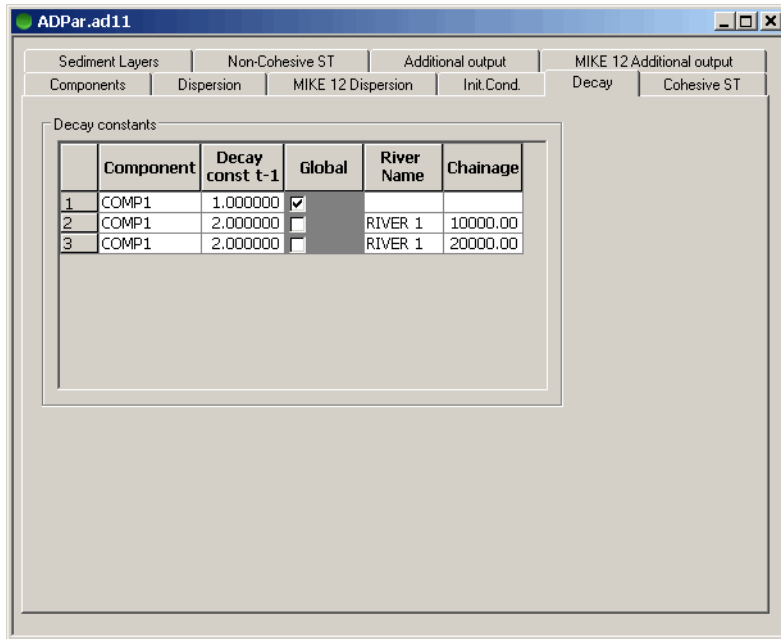 ADPar.ad11
Sediment Layers Non-Cohesive ST Additional output MIKE 12 Additional output
Components Dispersion MIKE 12 Dispersion Init.Cond. Decay Cohesive ST
Decay constants
Component Decay const t-1 Global River Name Chainage
1 COMP1 1.000000
2 COMP1 2.000000 RIVER 1 10000.00
3 COMP1 2.000000 RIVER 1 20000.00